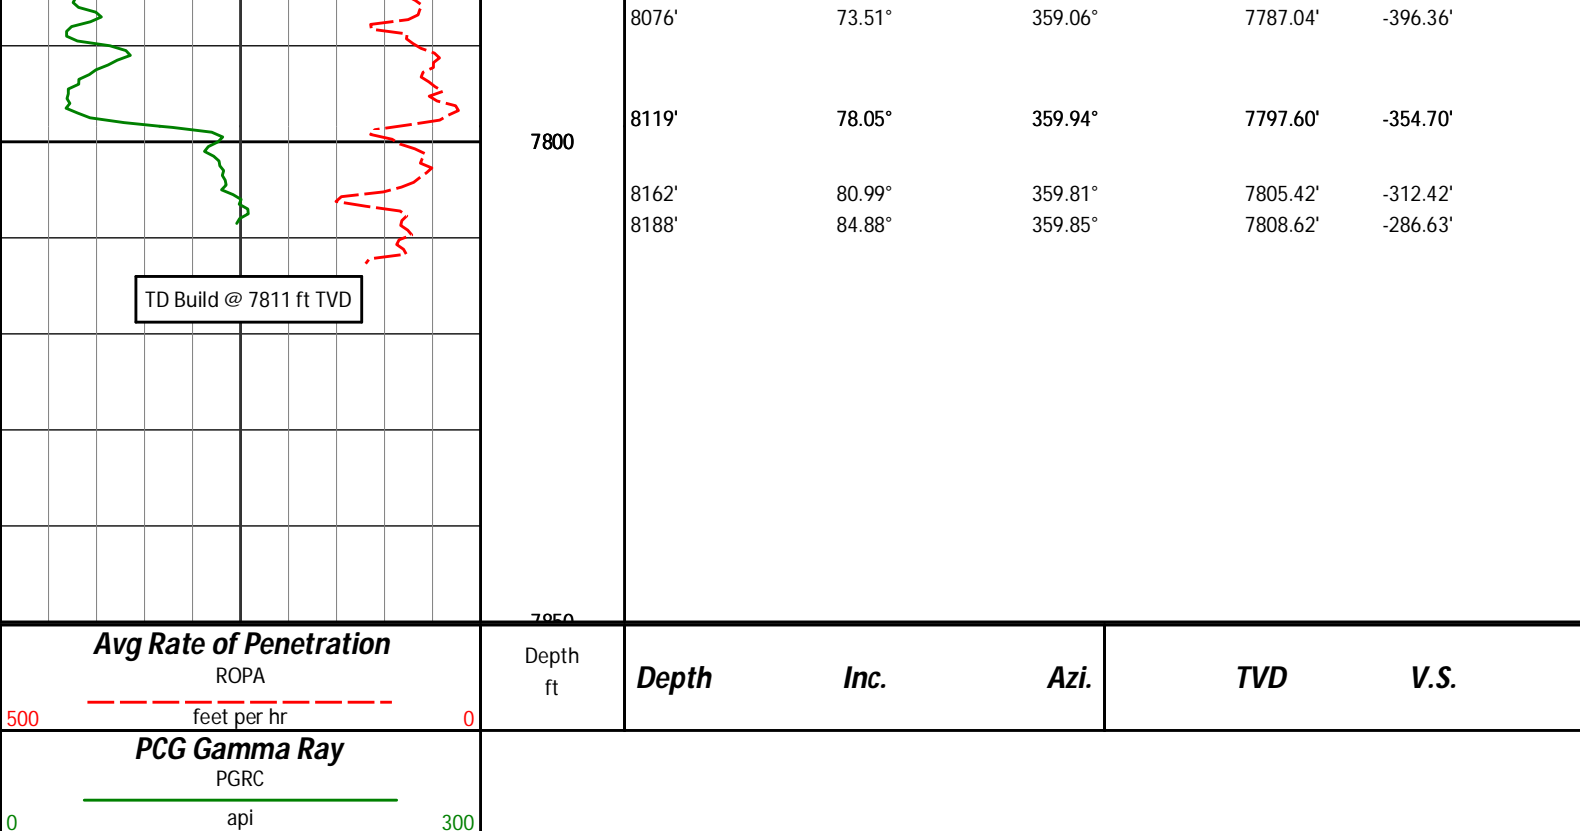 8076' 73.51° 359.06° 7787.04' -396.36'
8119' 78.05° 359.94° 7797.60' -354.70'
7800
8162' 80.99° 359.81° 7805.42' -312.42'
8188' 84.88° 359.85° 7808.62' -286.63'
TD Build @ 7811 ft TVD
7850
Avg Rate of Penetration
ROPA
500 feet per hr 0
Depth
ft
Depth Inc. Azi. TVD V.S.
PCG Gamma Ray
PGRC
0 api 300